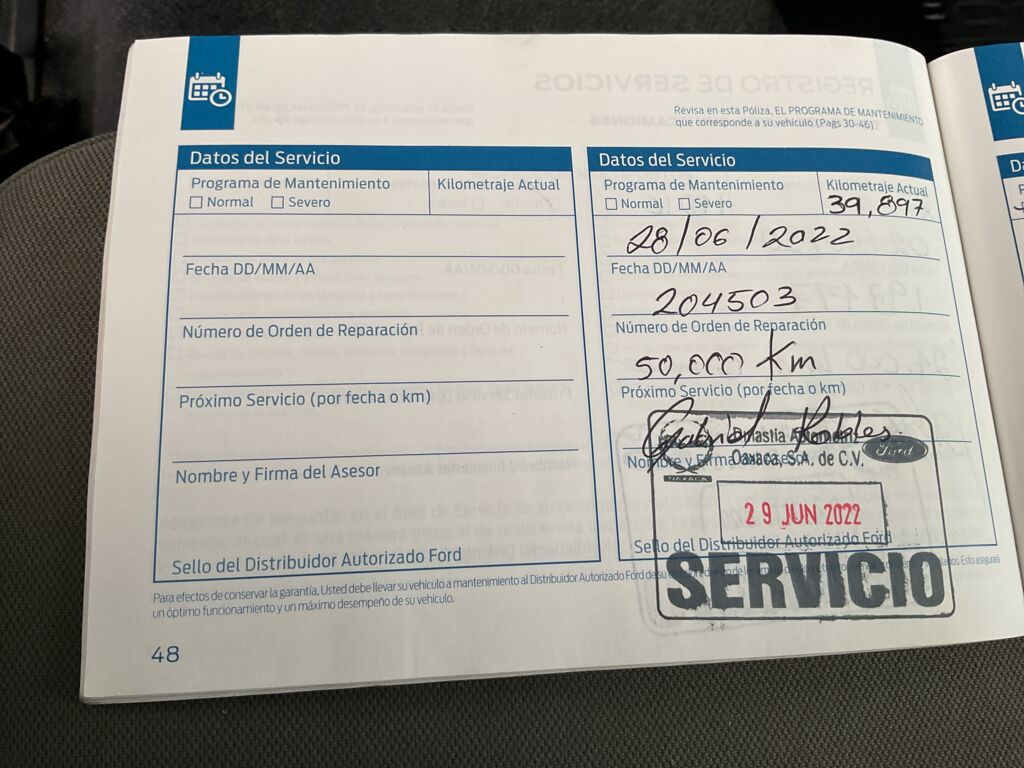 Revisa en esta Póliza, EL PROGRAMA DE MANTENIMIENTO
que corresponde a su vehículo (Pags 30-46).
Datos del Servicio
Programa de Mantenimiento
Normal Severo
Kilometraje Actual
Fecha DD/MM/AA
Número de Orden de Reparación
Próximo Servicio (por fecha o km)
Nombre y Firma del Asesor
Sello del Distribuidor Autorizado Ford
Datos del Servicio
Programa de Mantenimiento
Normal Severo
Kilometraje Actual
39,897
28/06/2022
Fecha DD/MM/AA
204503
Número de Orden de Reparación
50,000 Km
Próximo Servicio (por fecha o km)
Gabriel Robles
Dinastía
Nombre y Firma del Asesor
Oaxaca, S.A. de C.V.
Ford
OAXACA
29 JUN 2022
Sello del Distribuidor Autorizado Ford
SERVICIO
Para efectos de conservar la garantía, Usted debe llevar su vehículo a mantenimiento al Distribuidor Autorizado Ford de su
un óptimo funcionamiento y un máximo desempeño de su vehículo.
48